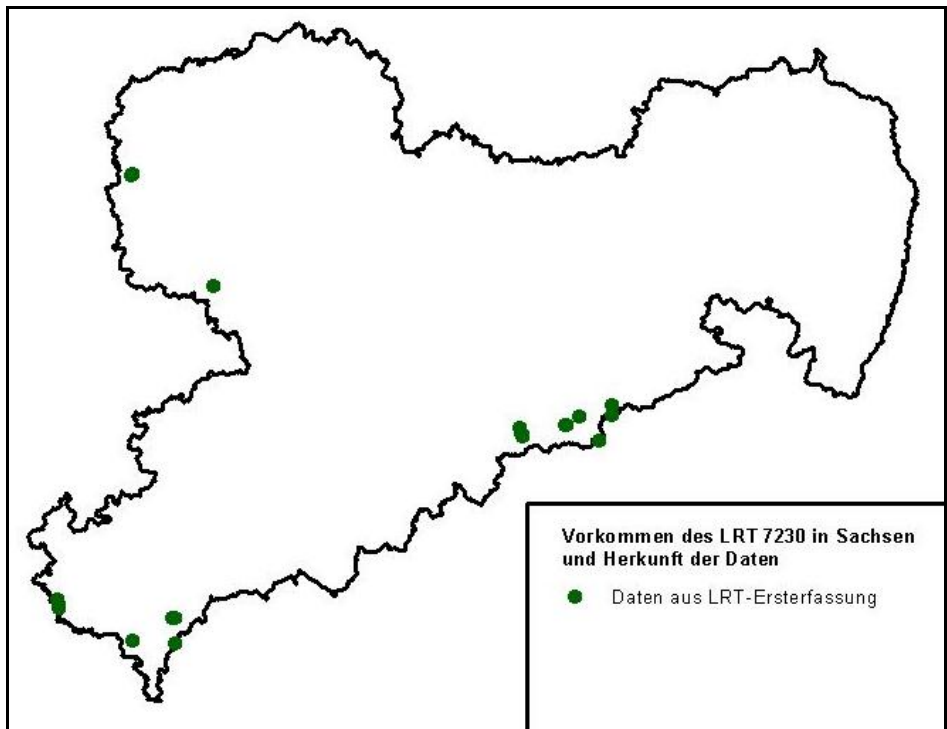 Vorkommen des LRT 7230 in Sachsen
und Herkunft der Daten
Daten aus LRT-Ersterfassung